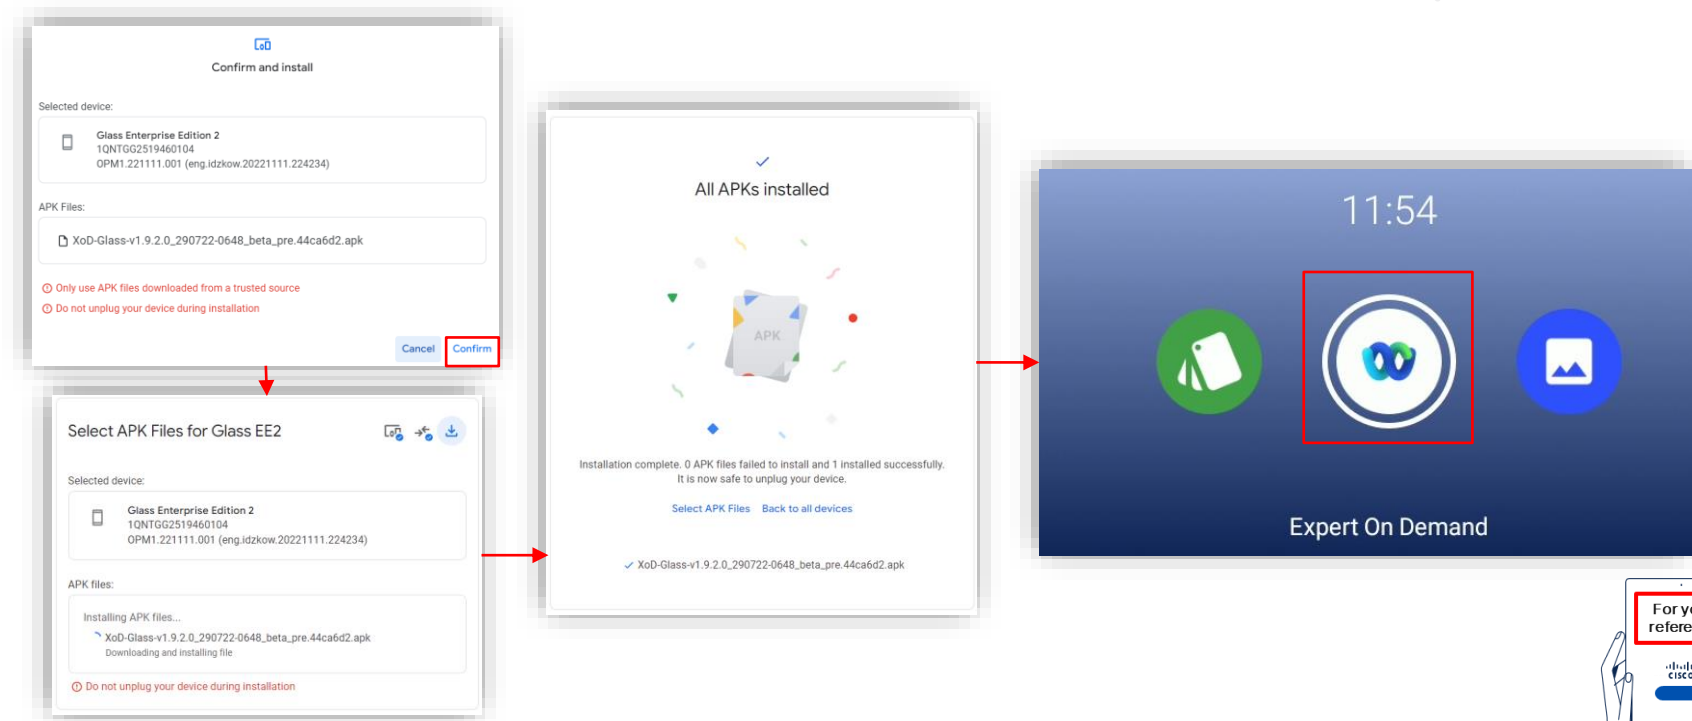 Confirm and install
Selected device:
Glass Enterprise Edition 2
1QNTGG2519460104
OPM1.221111.001 (eng.idzkow.20221111.224234)
APK Files:
XoD-Glass-v1.9.2.0_290722-0648_beta_pre.44ca6d2.apk
Only use APK files downloaded from a trusted source
Do not unplug your device during installation
Cancel Confirm
Select APK Files for Glass EE2
Selected device:
Glass Enterprise Edition 2
1QNTGG2519460104
OPM1.221111.001 (eng.idzkow.20221111.224234)
APK files:
Installing APK files...
XoD-Glass-v1.9.2.0_290722-0648_beta_pre.44ca6d2.apk
Downloading and installing file
Do not unplug your device during installation
All APKs installed
APK
Installation complete. 0 APK files failed to install and 1 installed successfully.
It is now safe to unplug your device.
Select APK Files Back to all devices
XoD-Glass-v1.9.2.0_290722-0648_beta_pre.44ca6d2.apk
11:54
Expert On Demand
For